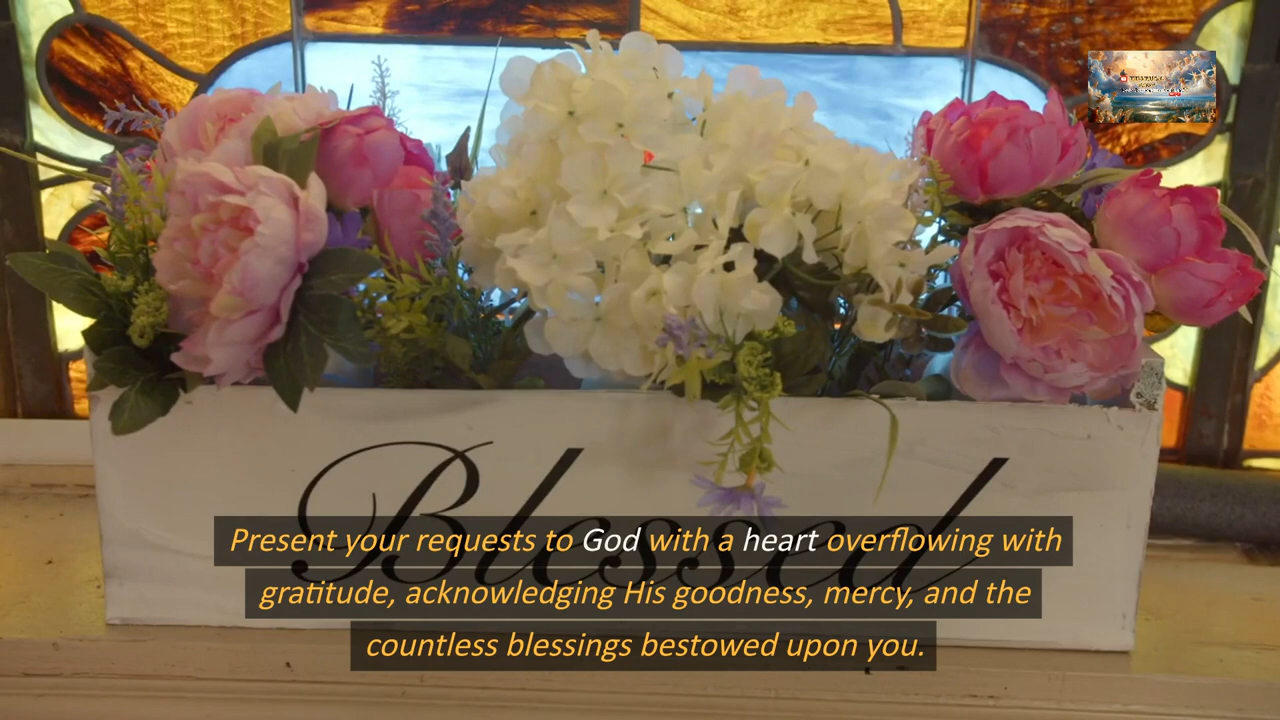 Blessed
Present your requests to God with a heart overflowing with
gratitude, acknowledging His goodness, mercy, and the
countless blessings bestowed upon you.